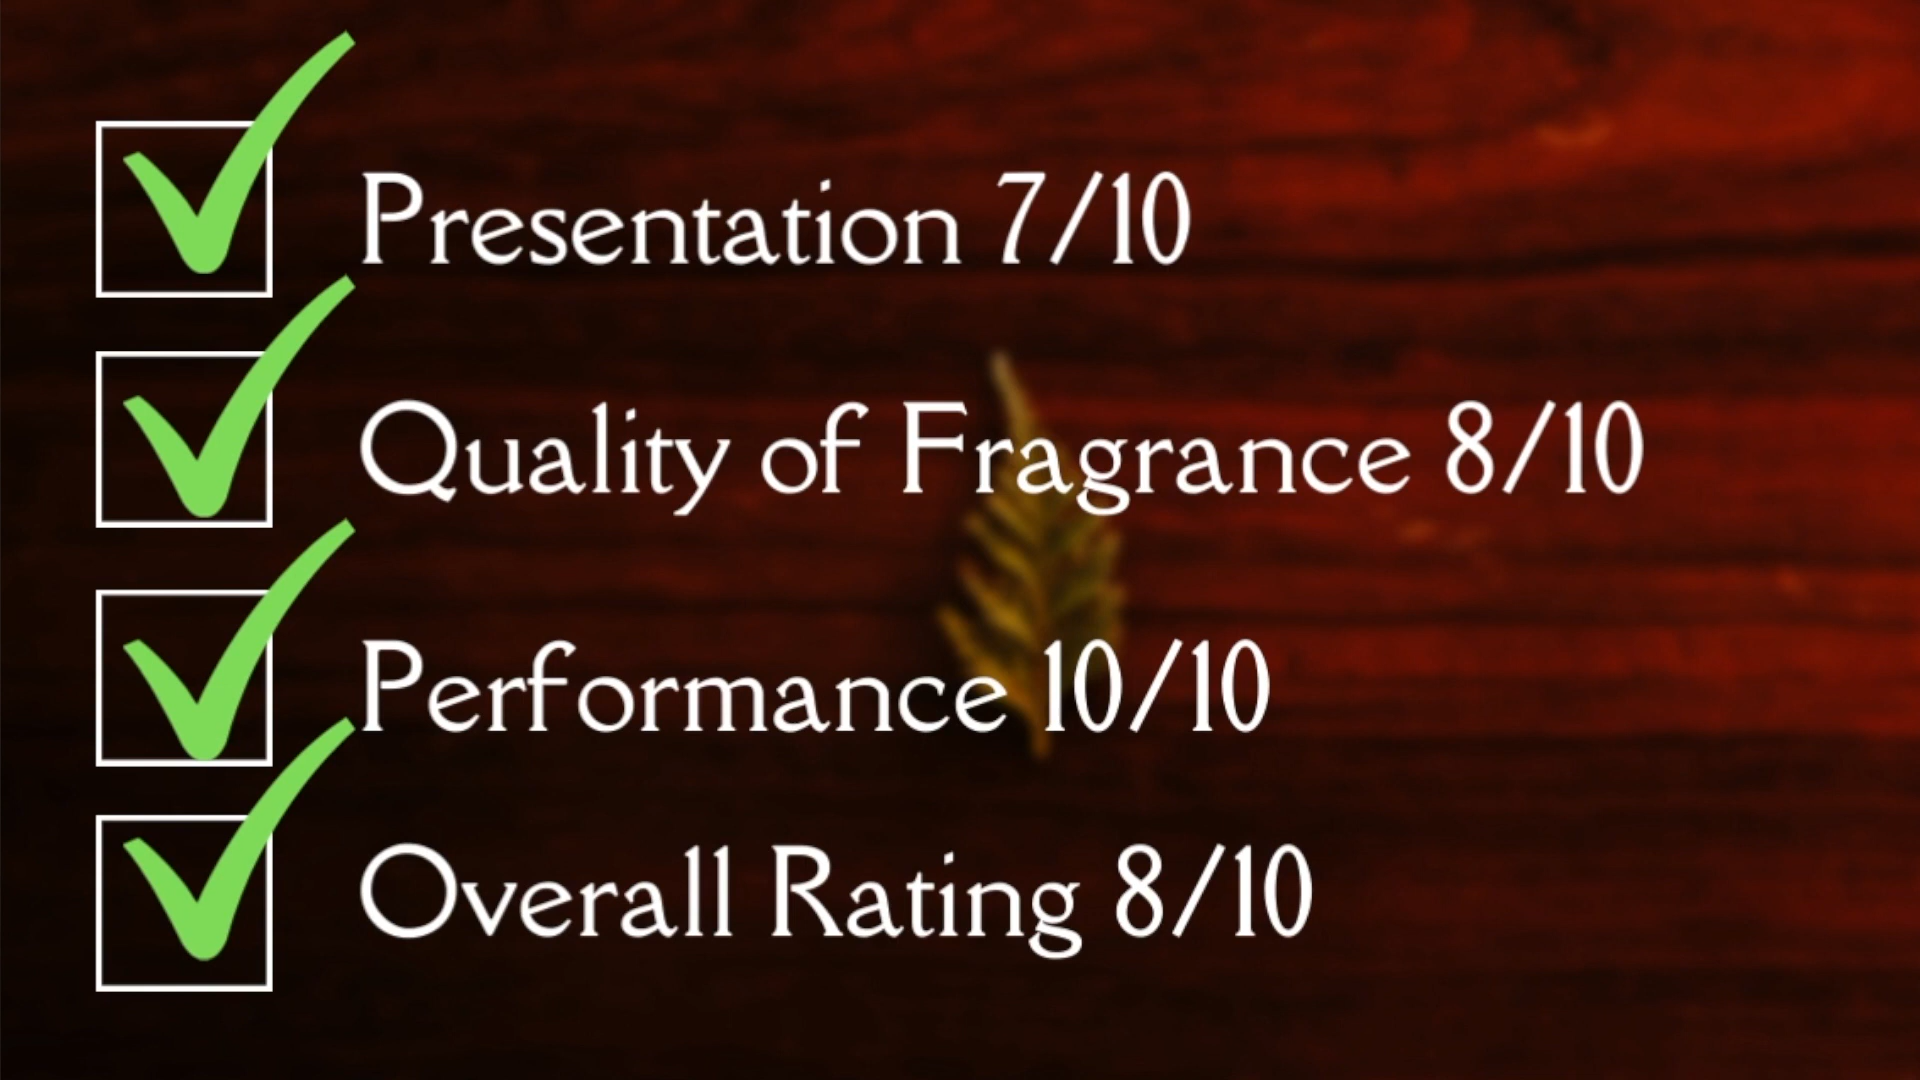 Presentation 7/10
Quality of Fragrance 8/10
Performance 10/10
Overall Rating 8/10